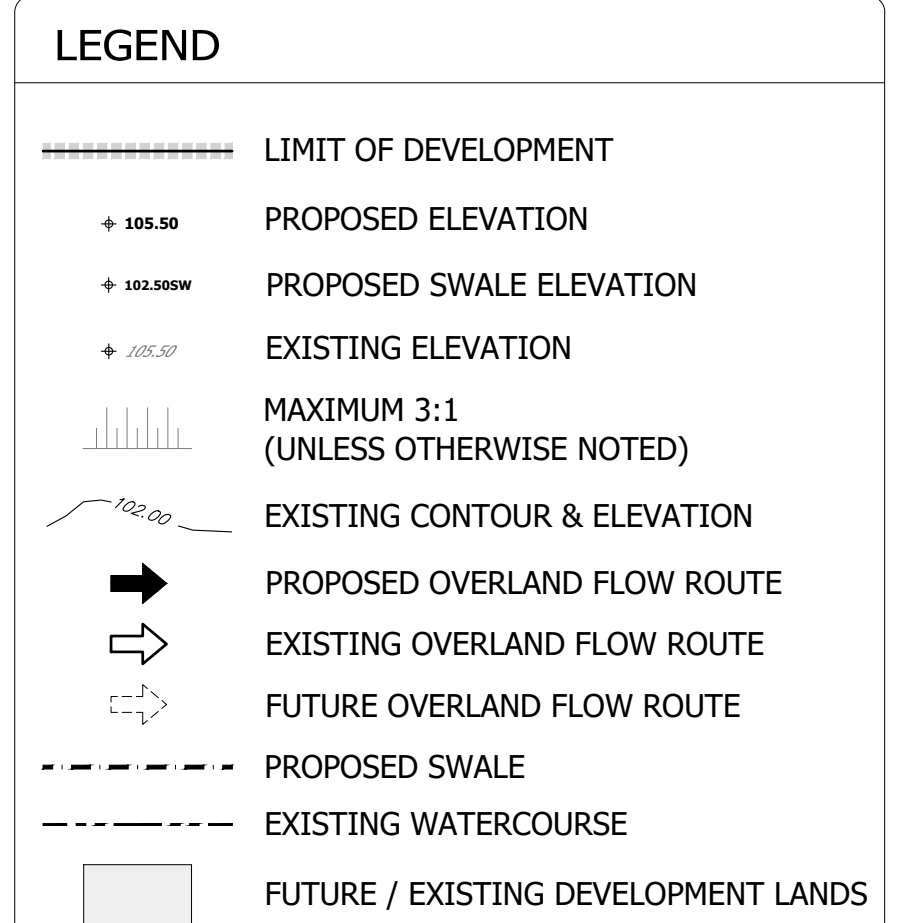 LEGEND
LIMIT OF DEVELOPMENT
105.50 PROPOSED ELEVATION
102.50SW PROPOSED SWALE ELEVATION
105.50 EXISTING ELEVATION
MAXIMUM 3:1
(UNLESS OTHERWISE NOTED)
102.00 EXISTING CONTOUR & ELEVATION
PROPOSED OVERLAND FLOW ROUTE
EXISTING OVERLAND FLOW ROUTE
FUTURE OVERLAND FLOW ROUTE
PROPOSED SWALE
EXISTING WATERCOURSE
FUTURE / EXISTING DEVELOPMENT LANDS